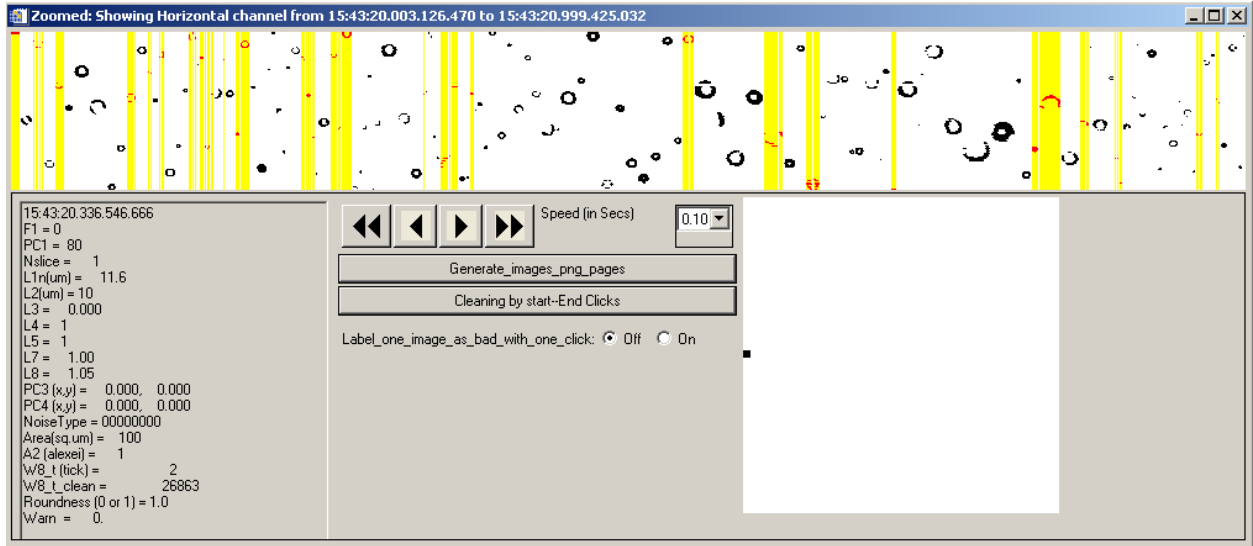 Zoomed: Showing Horizontal channel from 15:43:20.003.126.470 to 15:43:20.999.425.032
15:43:20.336.546.666
F1 = 0
PC1 = 80
Nslice = 1
L1n(um) = 11.6
L2(um) = 10
L3 = 0.000
L4 = 1
L5 = 1
L7 = 1.00
L8 = 1.05
PC3 (x,y) = 0.000, 0.000
PC4 (x,y) = 0.000, 0.000
NoiseType = 00000000
Area(sq.um) = 100
A2 (alexei) = 1
W8_t (tick) = 2
W8_t_clean = 26863
Roundness (0 or 1) = 1.0
Warn = 0.
Speed (in Secs) 0.10
Generate_images_png_pages
Cleaning by start--End Clicks
Label_one_image_as_bad_with_one_click: Off On